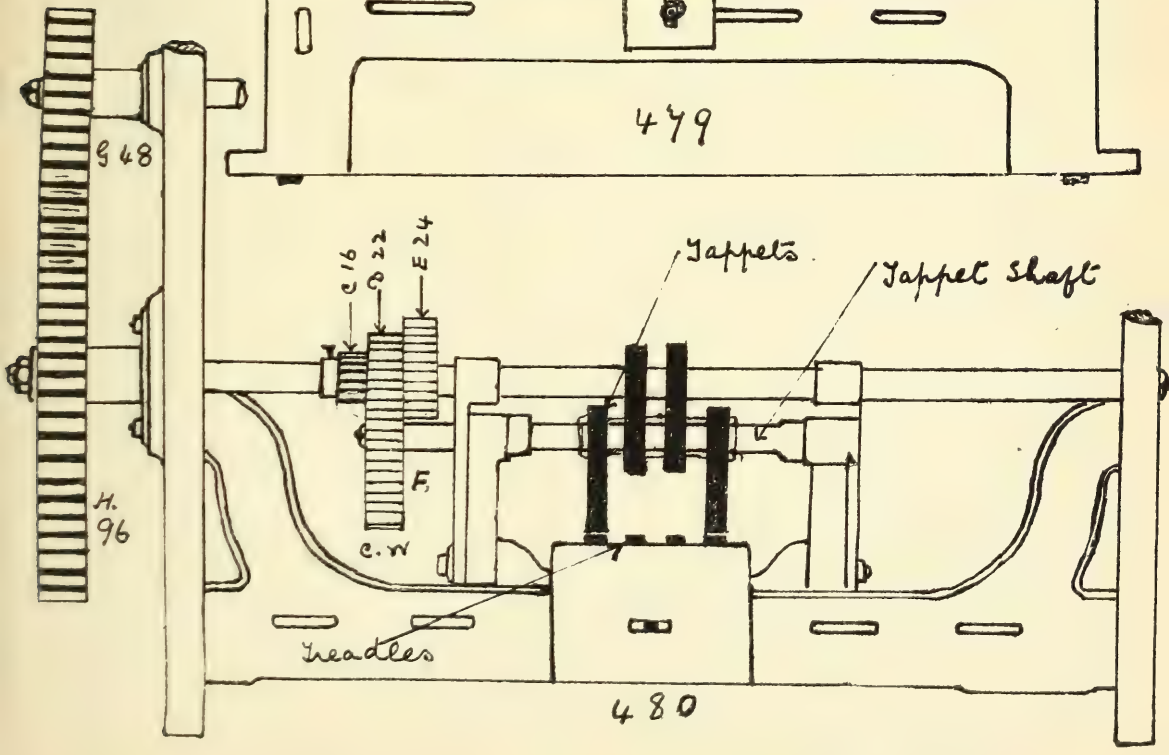 479
G 48
C 16
D 22
E 24
Tappets.
Tappet Shaft
H.
96
F,
C.W
Treadles
480